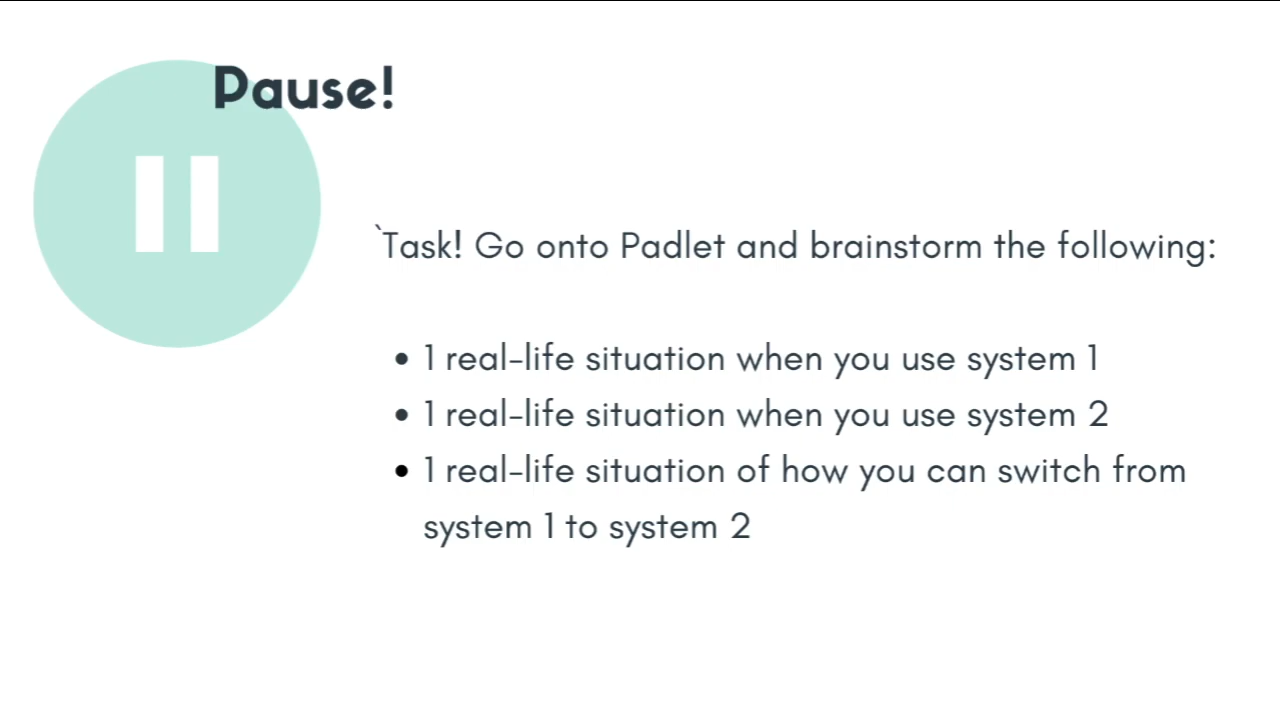 Pause!
`Task! Go onto Padlet and brainstorm the following:
• 1 real-life situation when you use system 1
• 1 real-life situation when you use system 2
• 1 real-life situation of how you can switch from
system 1 to system 2